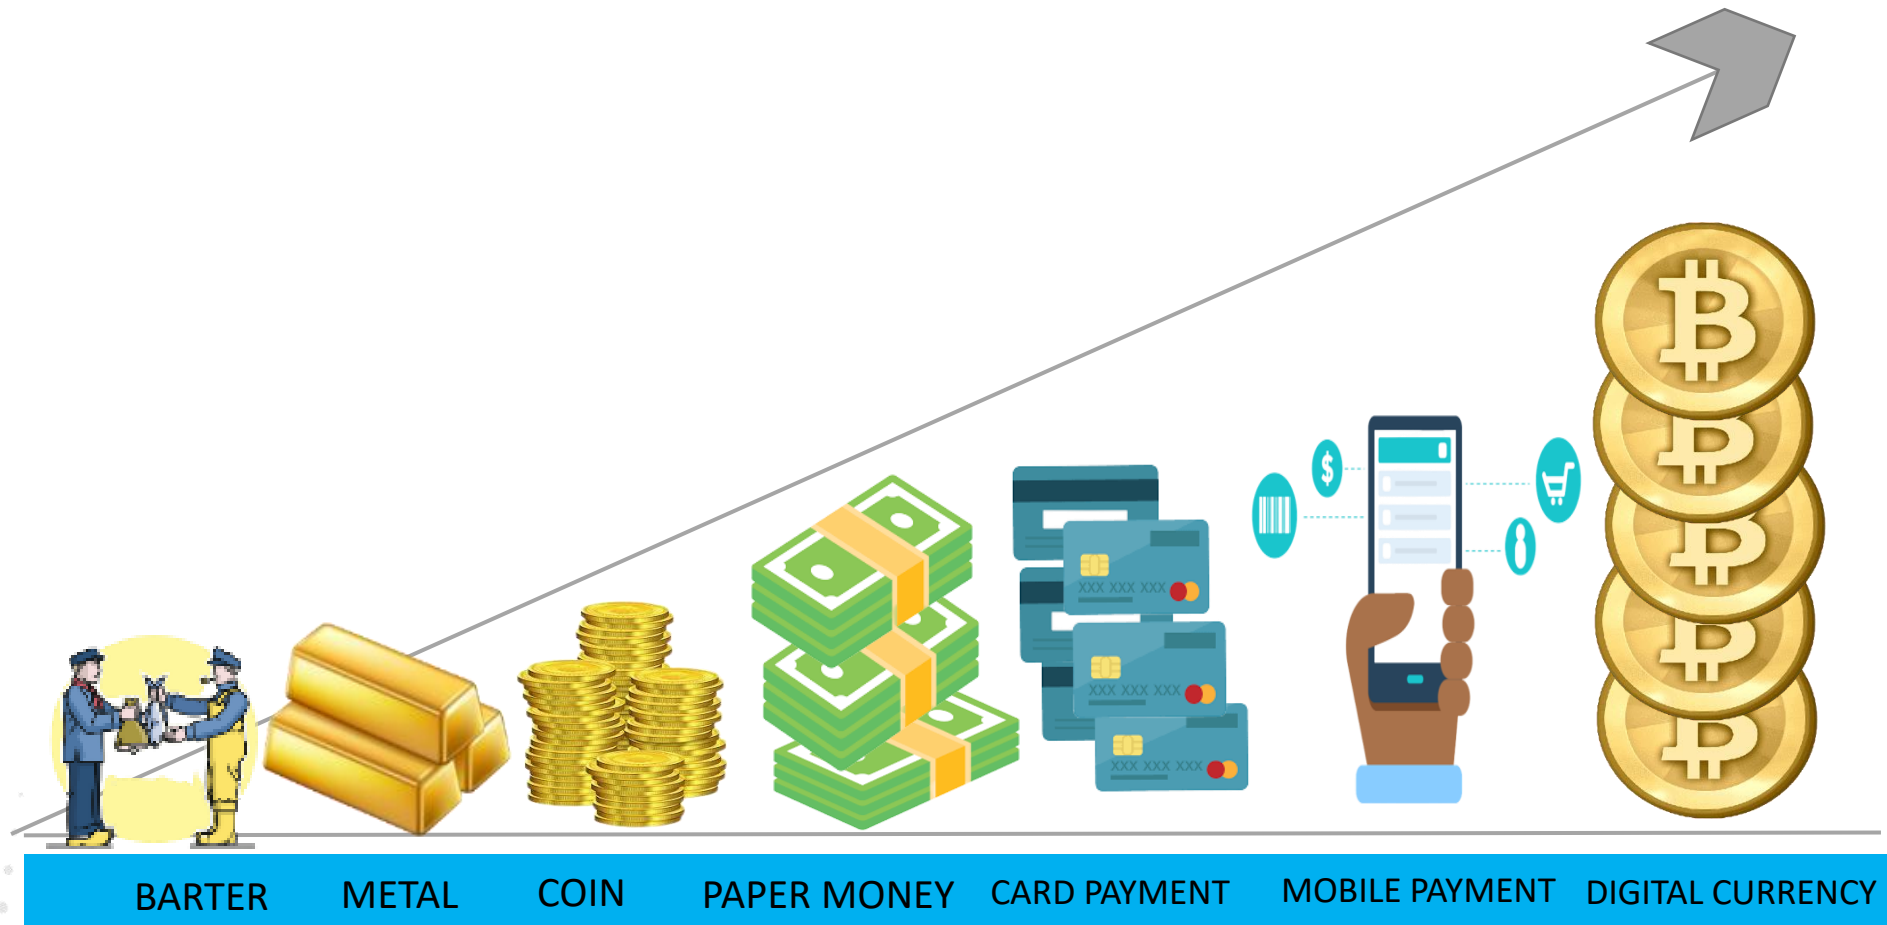 $
XXX XXX XXX
XXX XXX XXX
XXX XXX XXX
BARTER
METAL
COIN
PAPER MONEY
CARD PAYMENT
MOBILE PAYMENT
DIGITAL CURRENCY